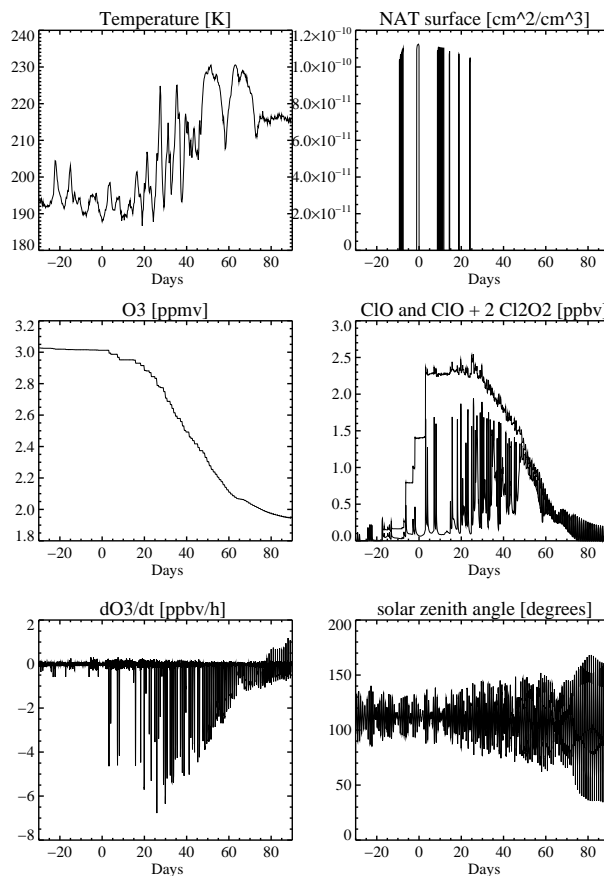 Temperature [K]
240
230
220
210
200
190
180
−20 0 20 40 60 80
Days
NAT surface [cm^2/cm^3]
1.2×10−10
1.0×10−10
8.0×10−11
6.0×10−11
4.0×10−11
2.0×10−11
0
−20 0 20 40 60 80
Days
O3 [ppmv]
3.2
3.0
2.8
2.6
2.4
2.2
2.0
1.8
−20 0 20 40 60 80
Days
ClO and ClO + 2 Cl2O2 [ppbv]
3.0
2.5
2.0
1.5
1.0
0.5
0.0
−20 0 20 40 60 80
Days
dO3/dt [ppbv/h]
2
0
−2
−4
−6
−8
−20 0 20 40 60 80
Days
solar zenith angle [degrees]
200
150
100
50
0
−20 0 20 40 60 80
Days